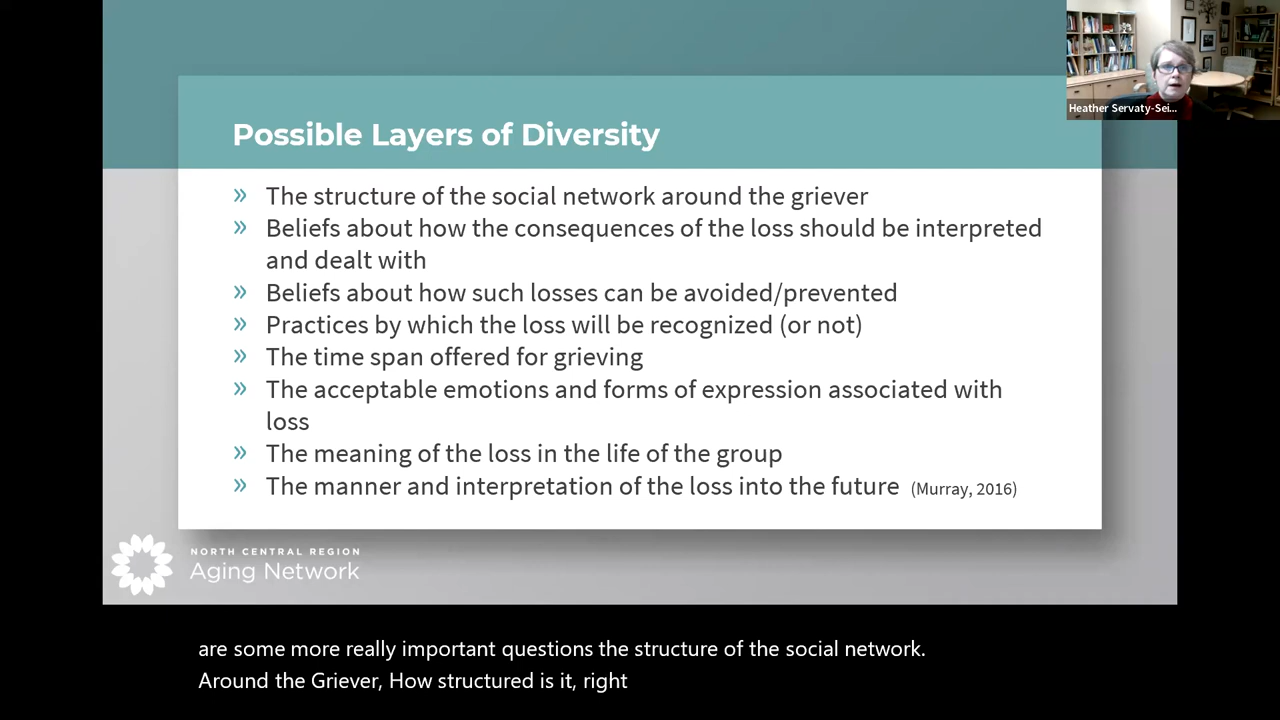 Heather Servaty-Sei...
Possible Layers of Diversity
» The structure of the social network around the griever
» Beliefs about how the consequences of the loss should be interpreted
and dealt with
» Beliefs about how such losses can be avoided/prevented
» Practices by which the loss will be recognized (or not)
» The time span offered for grieving
» The acceptable emotions and forms of expression associated with
loss
» The meaning of the loss in the life of the group
» The manner and interpretation of the loss into the future (Murray, 2016)
NORTH CENTRAL REGION
Aging Network
are some more really important questions the structure of the social network.
Around the Griever, How structured is it, right